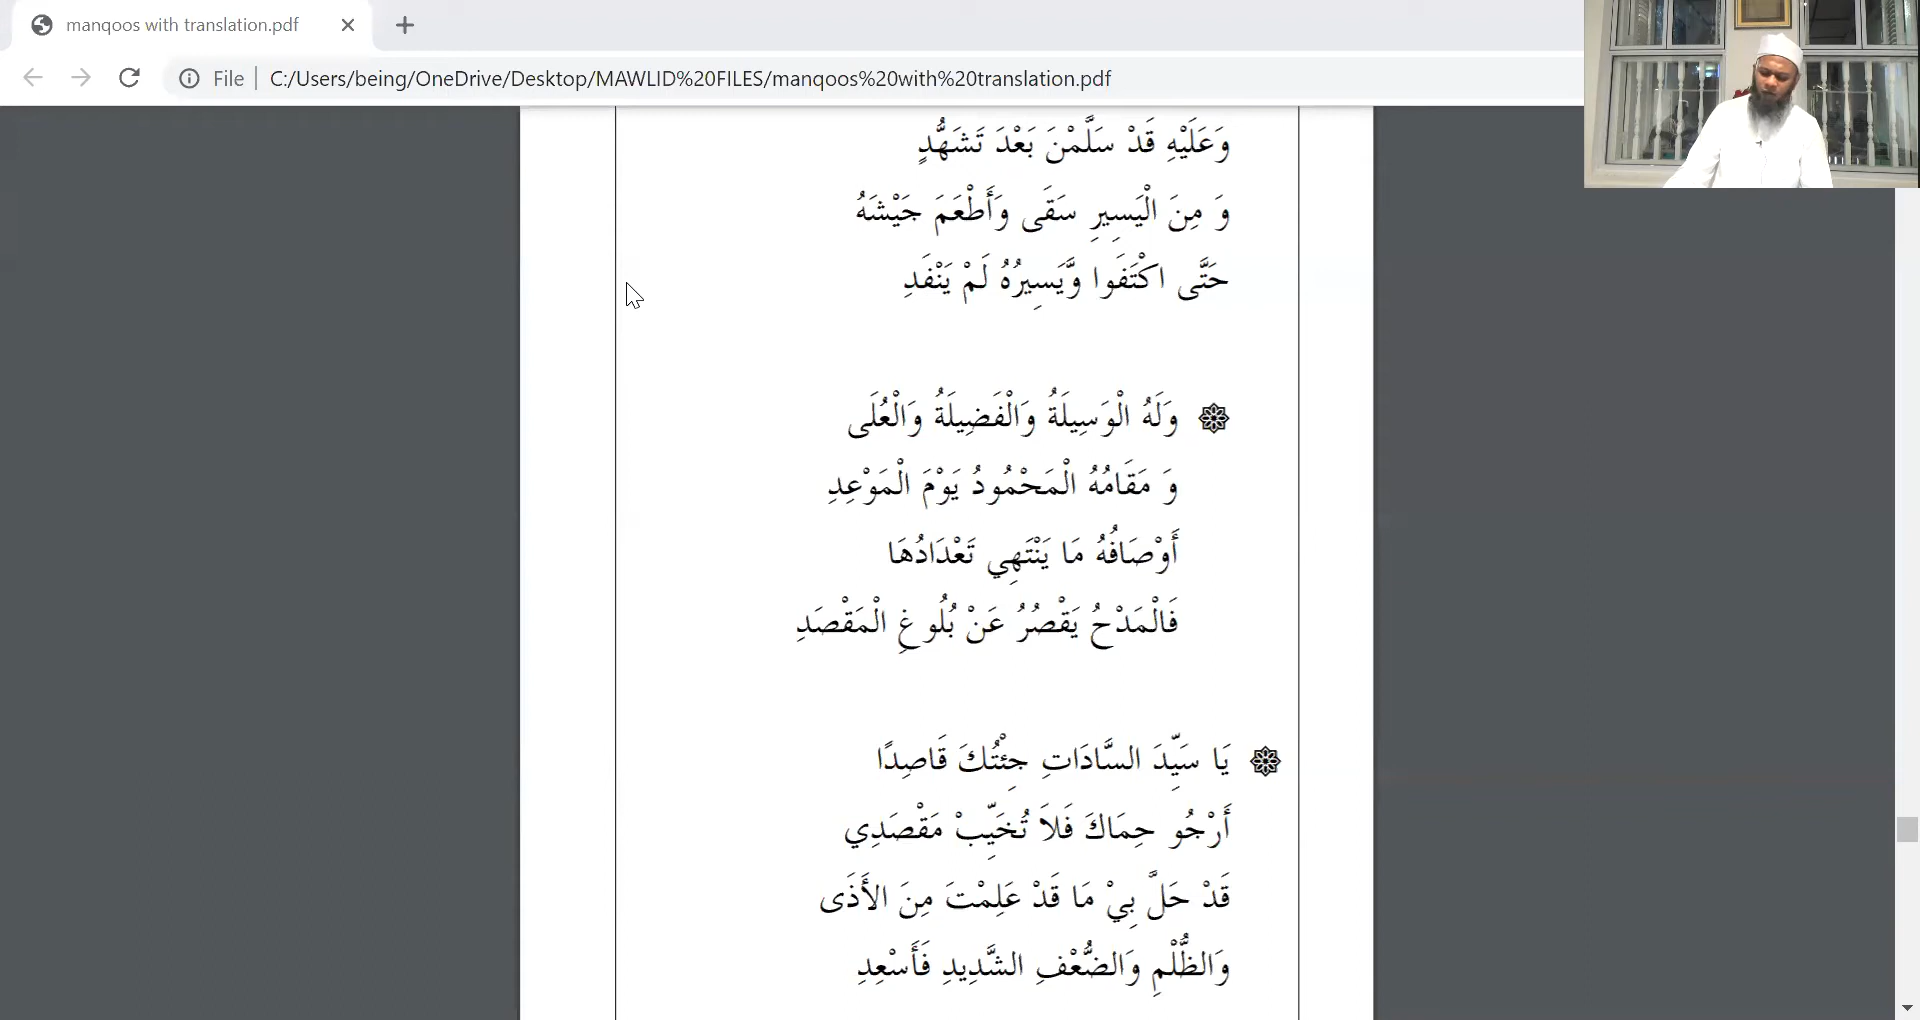 manqoos with translation.pdf
File C:/Users/being/OneDrive/Desktop/MAWLID%20FILES/manqoos%20with%20translation.pdf
وَعَلَيْهِ قَدْ سَلَّمْنَ بَعْدَ تَشَهُّدٍ
وَ مِنَ الْيَسِيرِ سَقَى وَأَطْعَمَ جَيْشَهُ
حَتَّى اكْتَفَوا وَّيَسِيرُهُ لَمْ يَنْفَدِ
وَلَهُ الْوَسِيلَةُ وَالْفَضِيلَةُ وَالْعُلَى
وَ مَقَامُهُ الْمَحْمُودُ يَوْمَ الْمَوْعِدِ
أَوْصَافُهُ مَا يَنْتَهِي تَعْدَادُهَا
فَالْمَدْحُ يَقْصُرُ عَنْ بُلُوغِ الْمَقْصَدِ
يَا سَيِّدَ السَّادَاتِ جِئْتُكَ قَاصِدًا
أَرْجُو حِمَاكَ فَلاَ تُخَيِّبْ مَقْصَدِي
قَدْ حَلَّ بِيْ مَا قَدْ عَلِمْتَ مِنَ الأَذَى
وَالظُّلْمِ وَالضُّعْفِ الشَّدِيدِ فَأَسْعِدِ